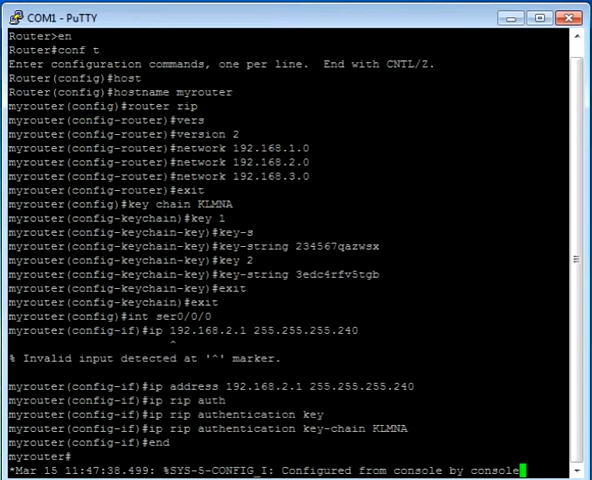 COM1 - PuTTY
Router>en
Router#conf t
Enter configuration commands, one per line.  End with CNTL/Z.
Router(config)#host
Router(config)#hostname myrouter
myrouter(config)#router rip
myrouter(config-router)#vers
myrouter(config-router)#version 2
myrouter(config-router)#network 192.168.1.0
myrouter(config-router)#network 192.168.2.0
myrouter(config-router)#network 192.168.3.0
myrouter(config-router)#exit
myrouter(config)#key chain KLMNA
myrouter(config-keychain)#key 1
myrouter(config-keychain-key)#key-s
myrouter(config-keychain-key)#key-string 234567qazwsx
myrouter(config-keychain-key)#key 2
myrouter(config-keychain-key)#key-string 3edc4rfv5tgb
myrouter(config-keychain-key)#exit
myrouter(config-keychain)#exit
myrouter(config)#int ser0/0/0
myrouter(config-if)#ip 192.168.2.1 255.255.255.240
^
% Invalid input detected at '^' marker.
myrouter(config-if)#ip address 192.168.2.1 255.255.255.240
myrouter(config-if)#ip rip auth
myrouter(config-if)#ip rip authentication key
myrouter(config-if)#ip rip authentication key-chain KLMNA
myrouter(config-if)#end
myrouter#
*Mar 15 11:47:38.499: %SYS-5-CONFIG_I: Configured from console by console